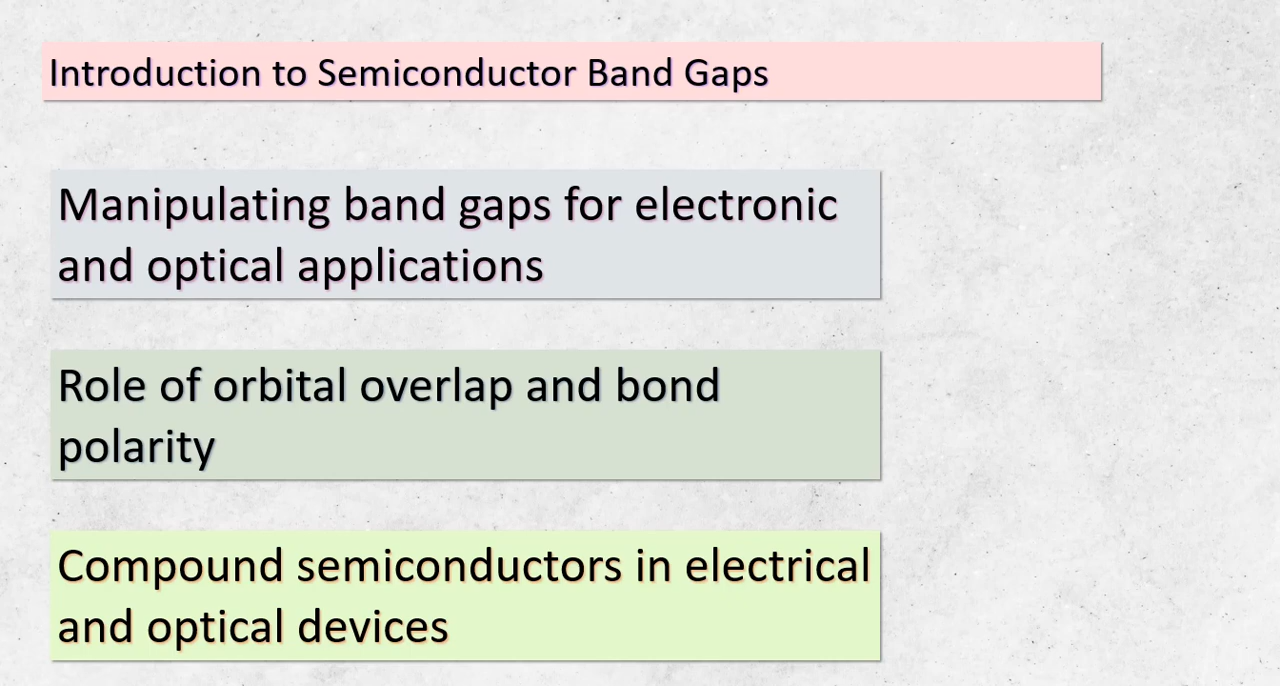 Introduction to Semiconductor Band Gaps
Manipulating band gaps for electronic
and optical applications
Role of orbital overlap and bond
polarity
Compound semiconductors in electrical
and optical devices